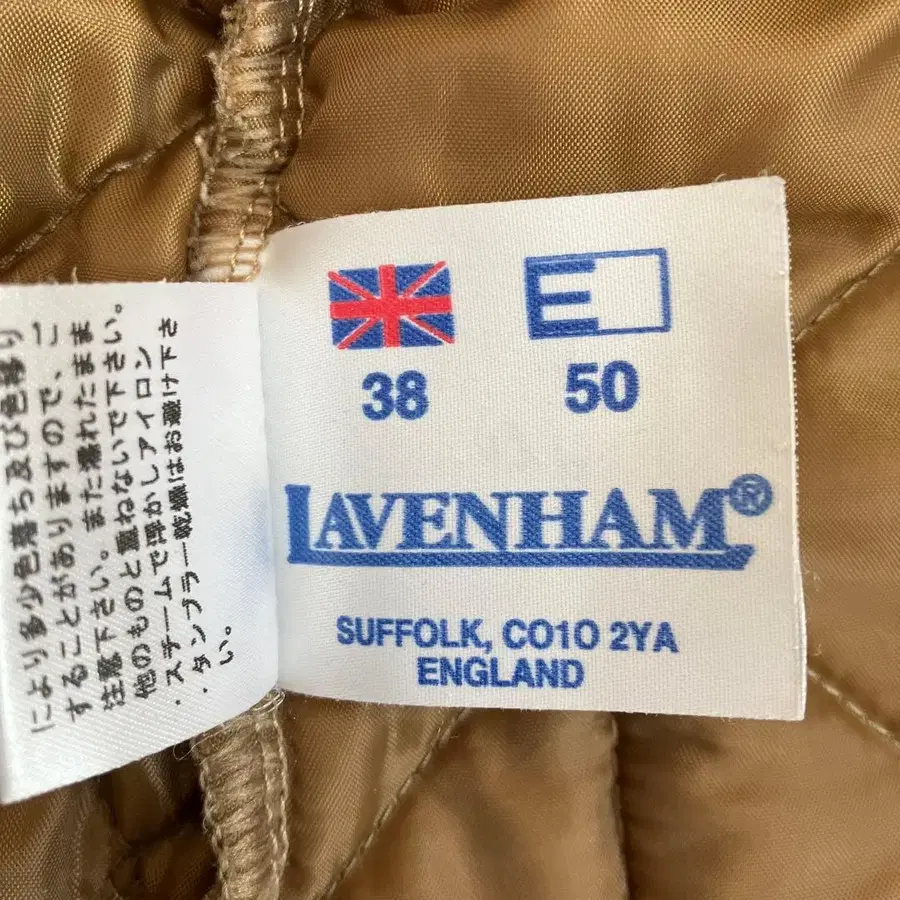 により多少色落ち及び色移り
することがありますので、ご
注意下さい。また濡れたまま
他のものと重ねないで下さい。
・スチームで浮かしアイロン
・タンブラー乾燥はお避け下さ
い。
E
38 50
LAVENHAM®
SUFFOLK, CO10 2YA
ENGLAND